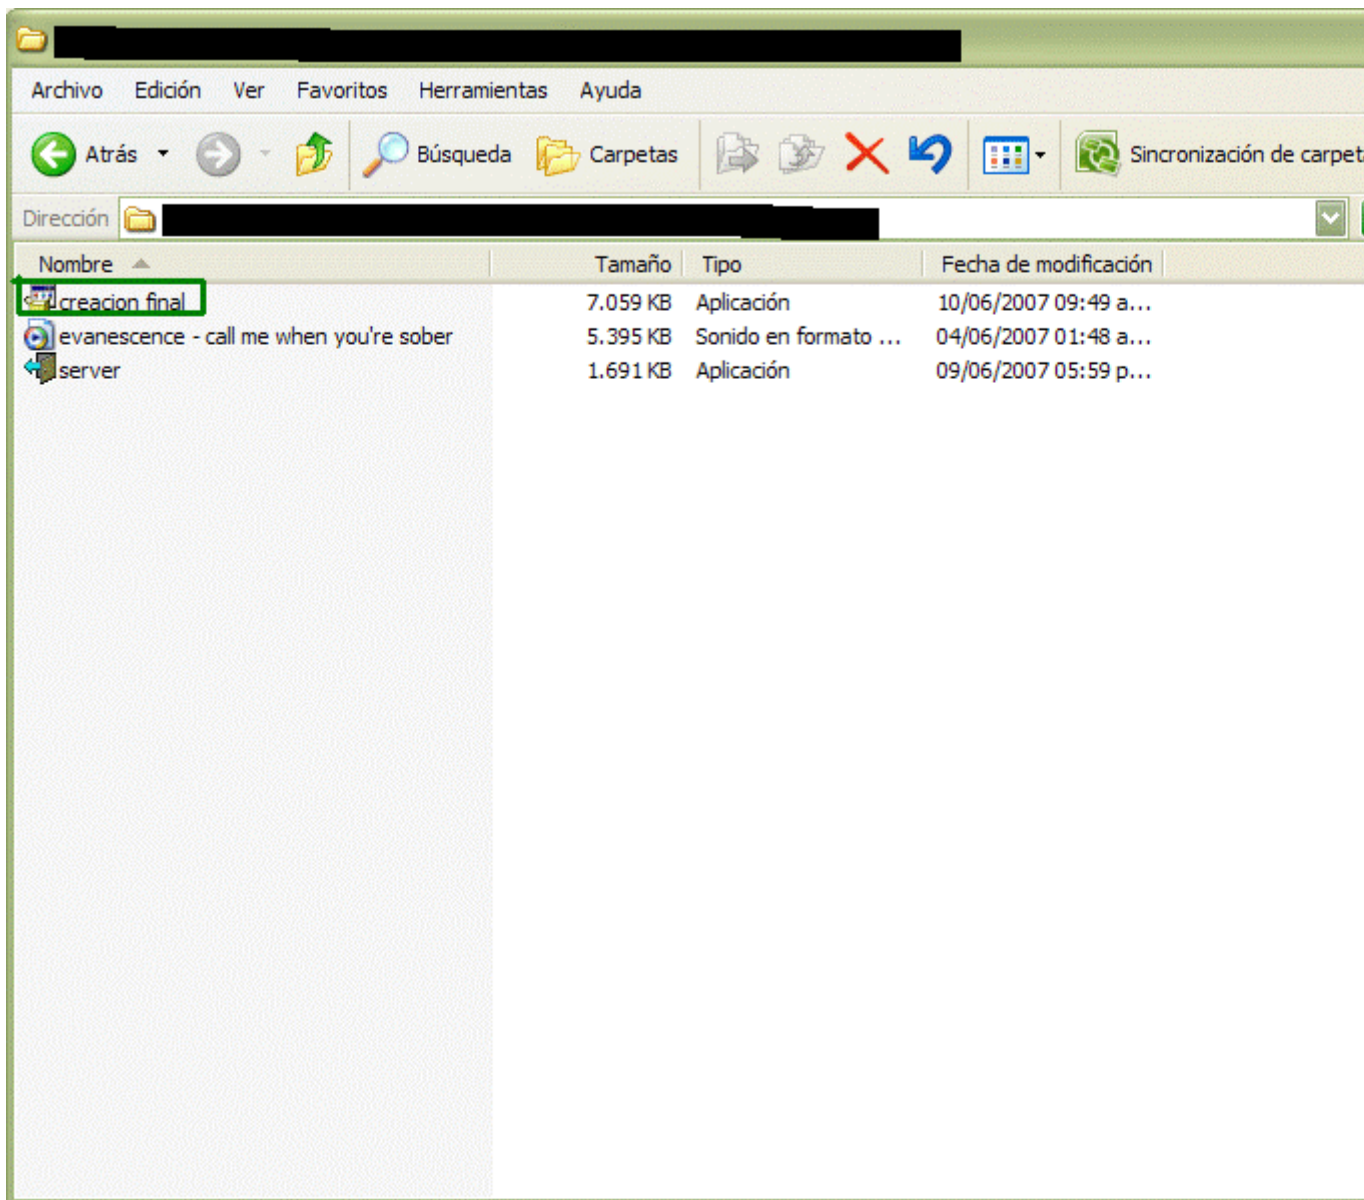 Archivo Edición Ver Favoritos Herramientas Ayuda
Atrás Búsqueda Carpetas Sincronización de carpeta
Dirección
Nombre Tamaño Tipo Fecha de modificación
creacion final 7.059 KB Aplicación 10/06/2007 09:49 a...
evanescence - call me when you're sober 5.395 KB Sonido en formato ... 04/06/2007 01:48 a...
server 1.691 KB Aplicación 09/06/2007 05:59 p...